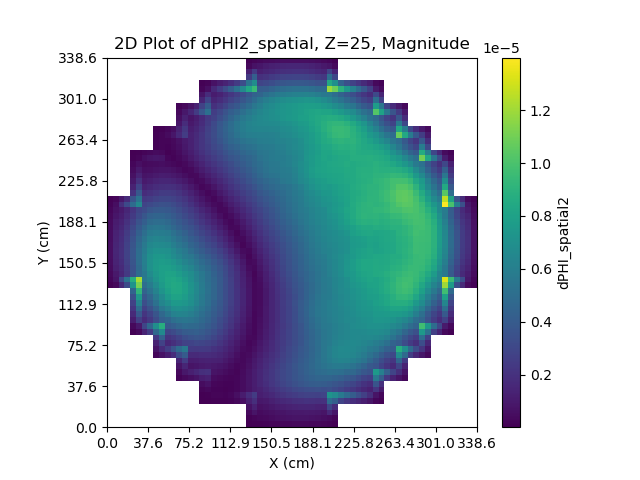 2D Plot of dPHI2_spatial, Z=25, Magnitude
1e−5
338.6
301.0
263.4
225.8
188.1
150.5
112.9
75.2
37.6
0.0
Y (cm)
0.0 37.6 75.2 112.9 150.5 188.1 225.8 263.4 301.0 338.6
X (cm)
1.2
1.0
0.8
0.6
0.4
0.2
dPHI_spatial2